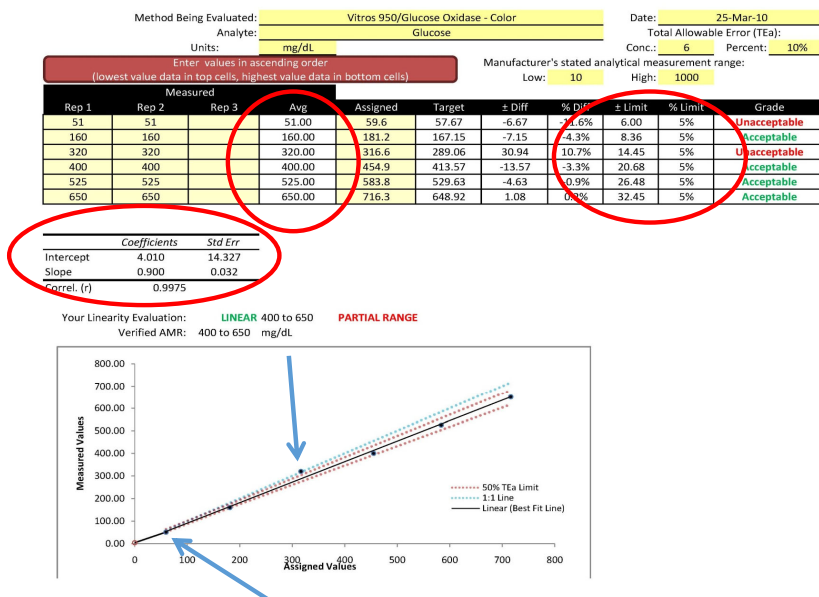 Method Being Evaluated: Vitros 950/Glucose Oxidase - Color Date: 25-Mar-10
Analyte: Glucose Total Allowable Error (TEa):
Units: mg/dL Conc.: 6 Percent: 10%
Enter values in ascending order Manufacturer's stated analytical measurement range:
(lowest value data in top cells, highest value data in bottom cells) Low: 10 High: 1000
Measured
Rep 1 Rep 2 Rep 3 Avg Assigned Target ± Diff % Diff ± Limit % Limit Grade
51 51 51.00 59.6 57.67 -6.67 -11.6% 6.00 5% Unacceptable
160 160 160.00 181.2 167.15 -7.15 -4.3% 8.36 5% Acceptable
320 320 320.00 316.6 289.06 30.94 10.7% 14.45 5% Unacceptable
400 400 400.00 454.9 413.57 -13.57 -3.3% 20.68 5% Acceptable
525 525 525.00 583.8 529.63 -4.63 -0.9% 26.48 5% Acceptable
650 650 650.00 716.3 648.92 1.08 0.2% 32.45 5% Acceptable
Coefficients Std Err
Intercept 4.010 14.327
Slope 0.900 0.032
Correl. (r) 0.9975
Your Linearity Evaluation: LINEAR 400 to 650 PARTIAL RANGE
Verified AMR: 400 to 650 mg/dL
800.00
700.00
600.00
500.00
400.00
300.00
200.00
100.00
0.00
Measured Values
50% TEa Limit
1:1 Line
Linear (Best Fit Line)
0 100 200 300 400 500 600 700 800
Assigned Values